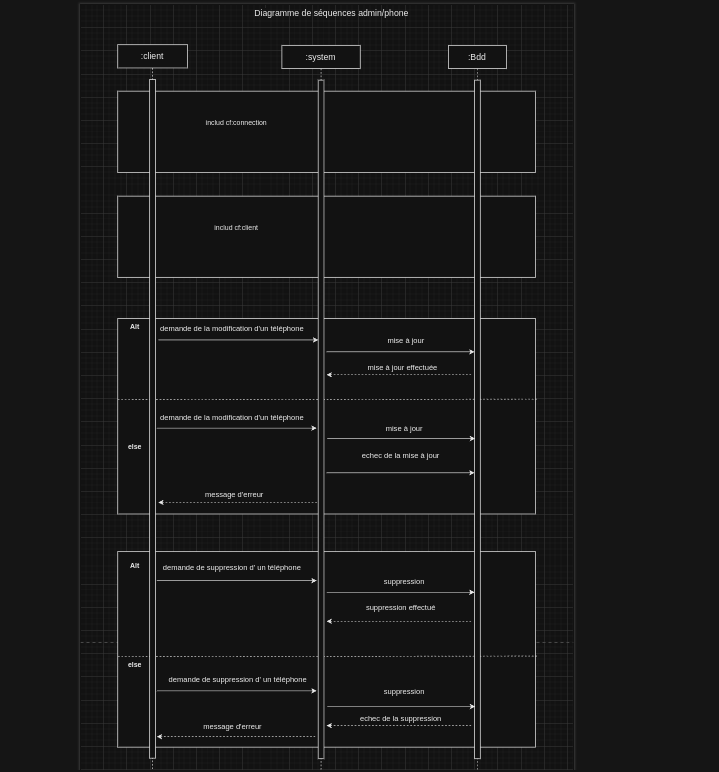 Diagramme de séquences admin/phone
:client
:system
:Bdd
includ cf:connection
includ cf:client
Alt
demande de la modification d'un téléphone
mise à jour
mise à jour effectuée
demande de la modification d'un téléphone
mise à jour
else
echec de la mise à jour
message d'erreur
Alt
demande de suppression d' un téléphone
suppression
suppression effectué
else
demande de suppression d' un téléphone
suppression
echec de la suppression
message d'erreur